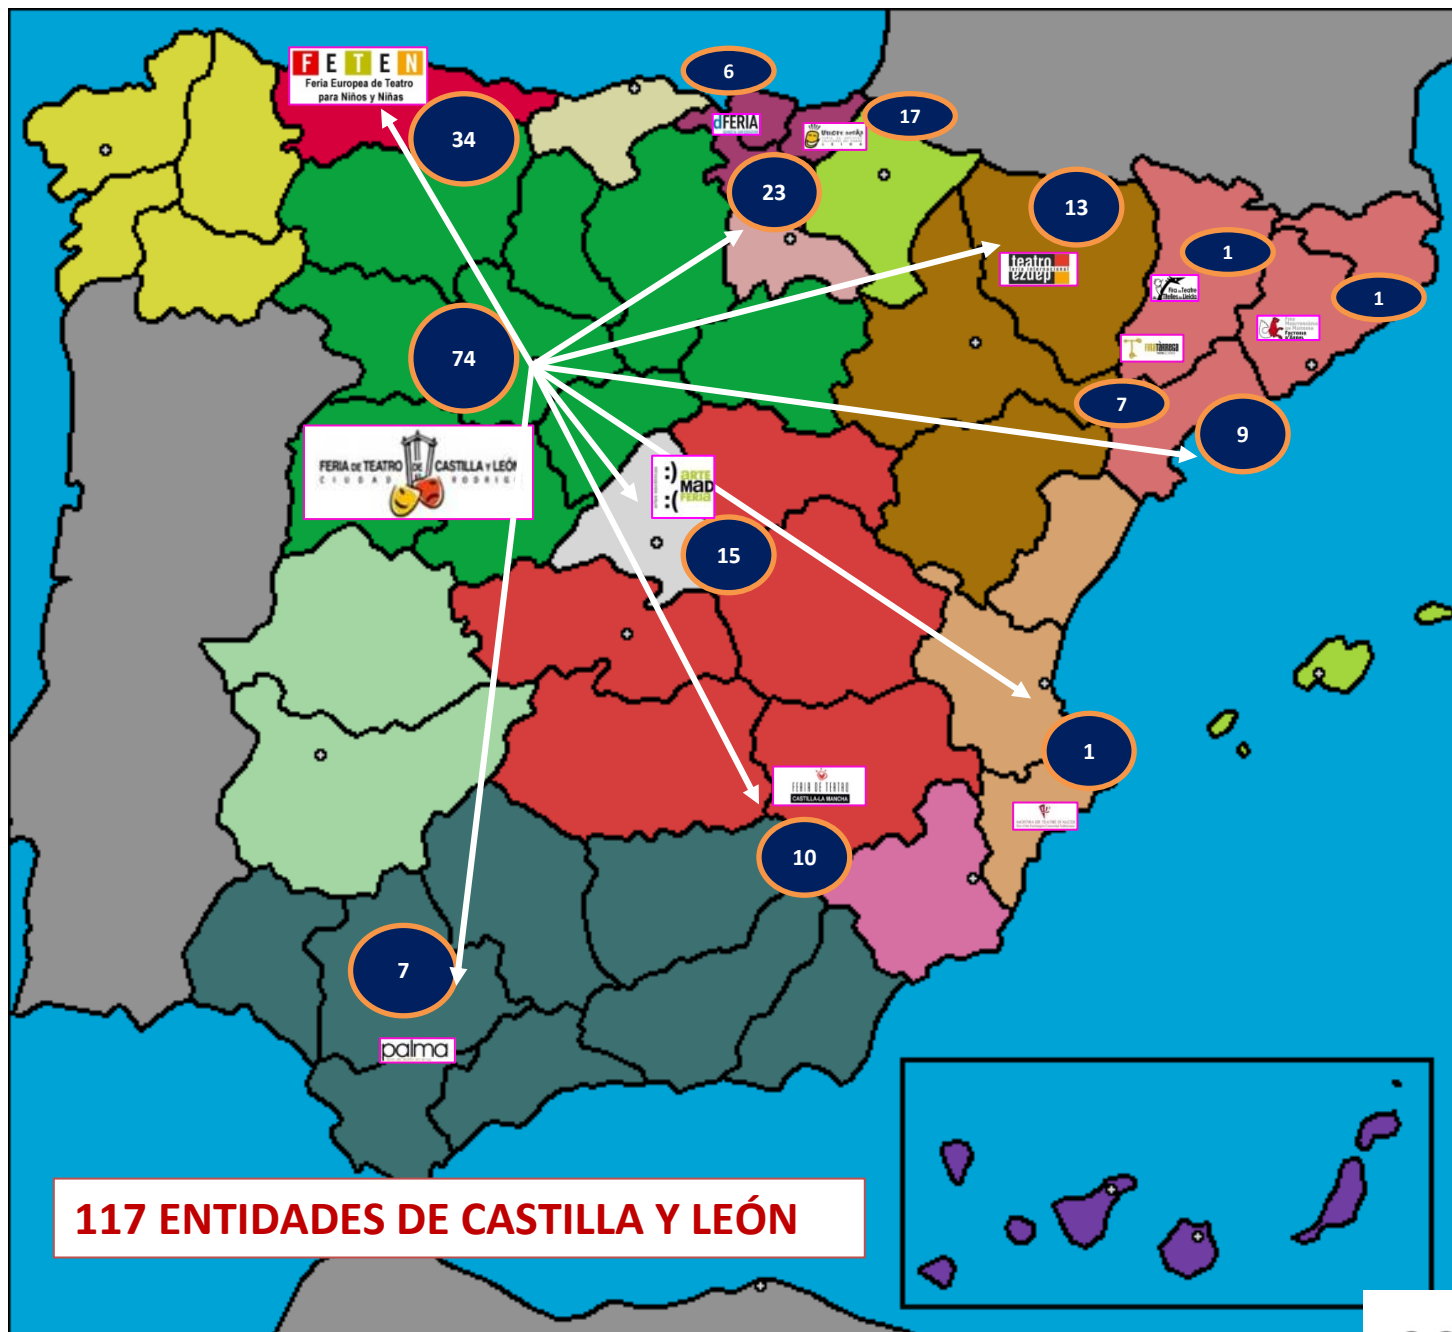 FETEN
Feria Europea de Teatro
para Niños y Niñas
34
6
dFERIA
17
23
13
teatro
1
1
7
9
74
FERIA DE TEATRO DE CASTILLA Y LEÓN
CIUDAD RODRIGO
ARTE
MAD
FERIA
15
1
FERIA DE TEATRO
CASTILLA-LA MANCHA
10
7
palma
117 ENTIDADES DE CASTILLA Y LEÓN